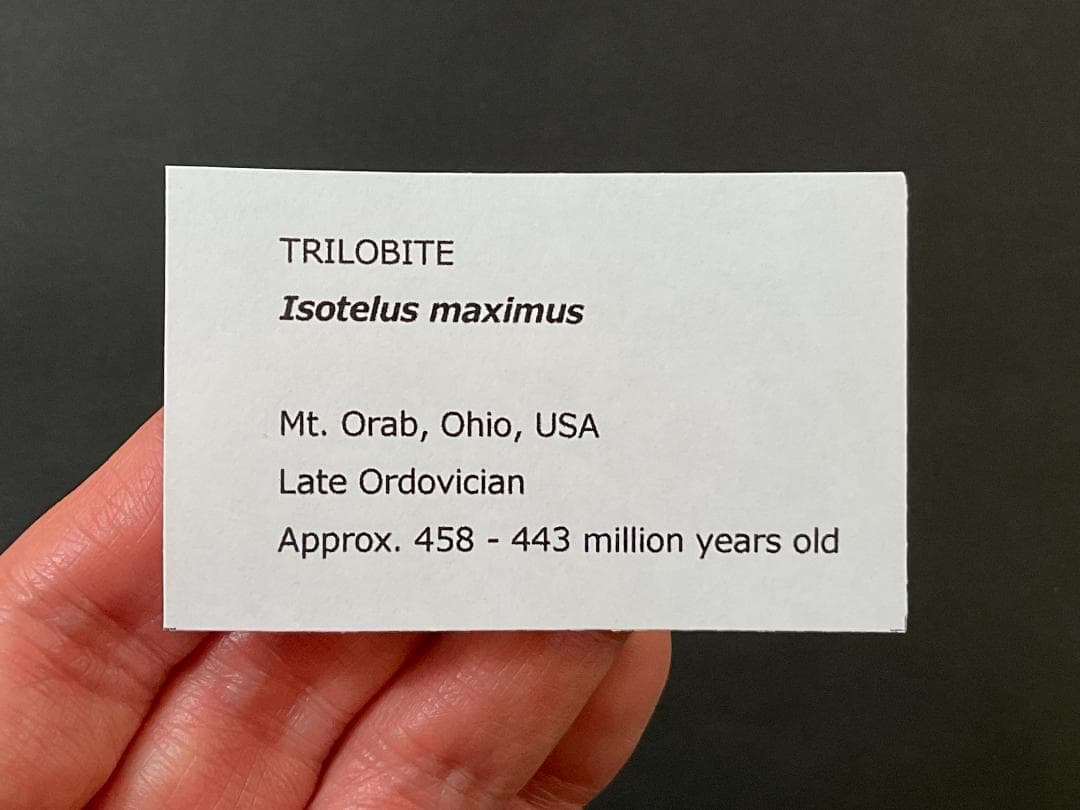 TRILOBITE
Isotelus maximus
Mt. Orab, Ohio, USA
Late Ordovician
Approx. 458 - 443 million years old